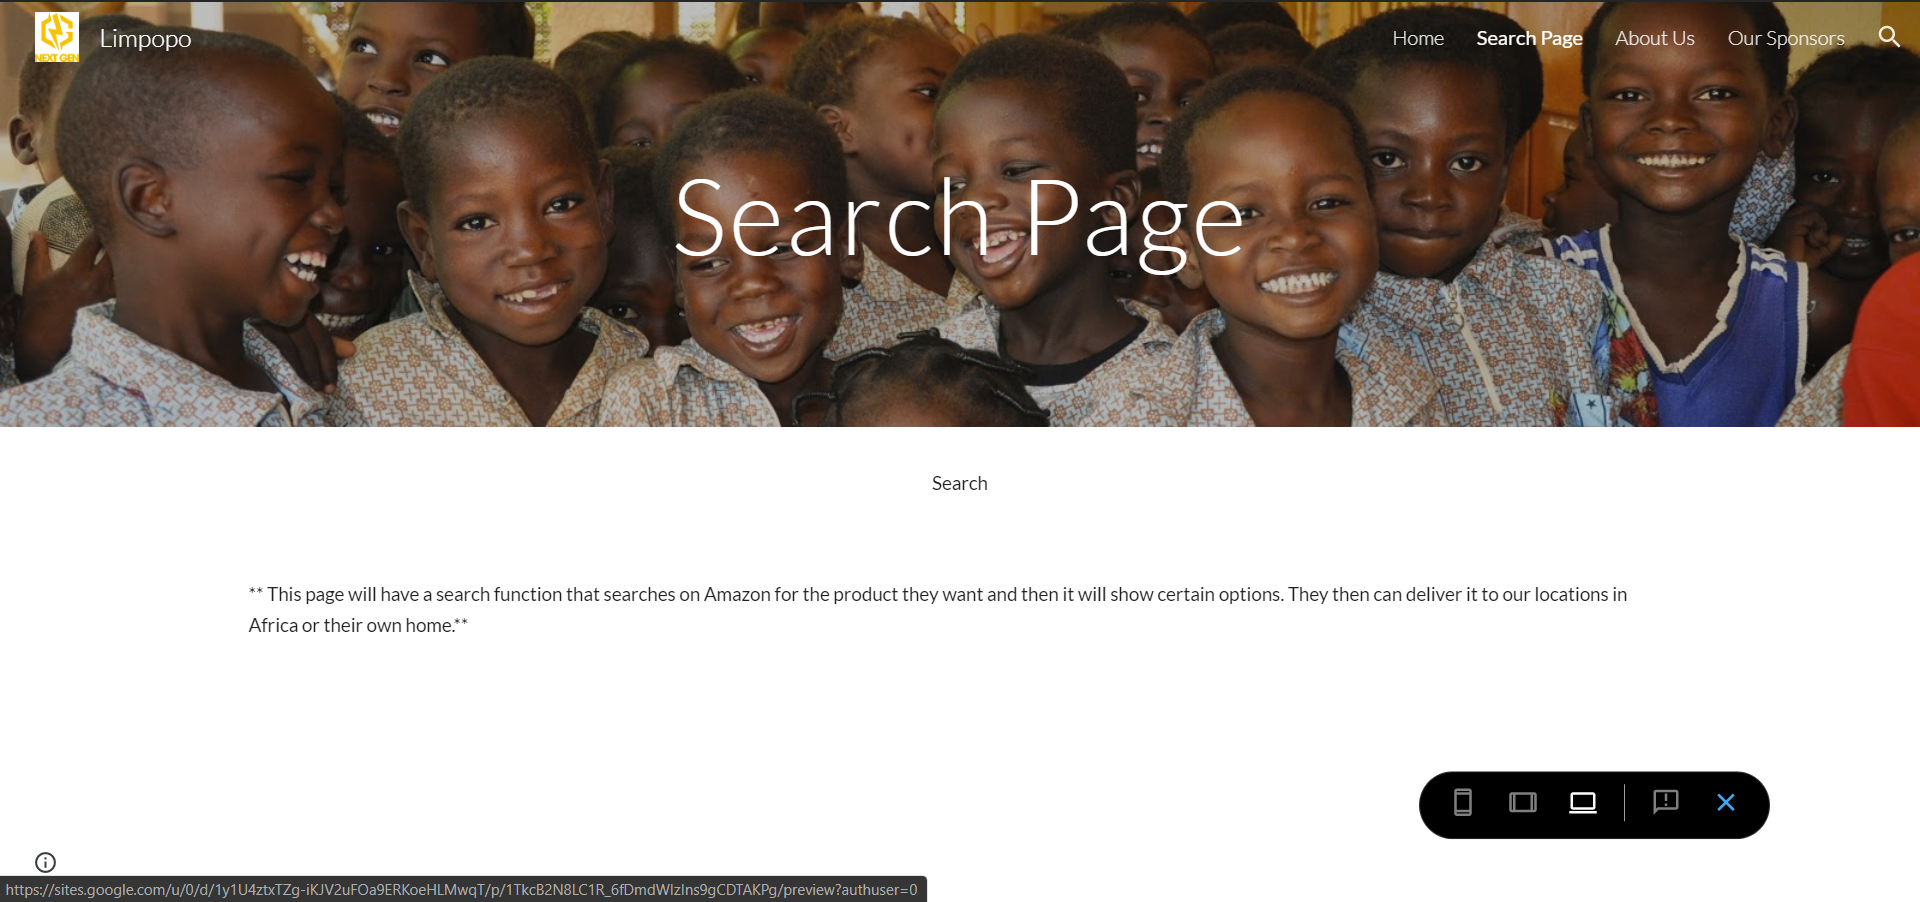 NEXT GEN
Limpopo
Home
Search Page
About Us
Our Sponsors
Search Page
Search
** This page will have a search function that searches on Amazon for the product they want and then it will show certain options. They then can deliver it to our locations in
Africa or their own home.**
https://sites.google.com/u/0/d/1y1U4ztxTZg-iKJV2uFOa9ERKoeHLMwqT/p/1TkcB2N8LC1R_6fDmdWIzIns9gCDTAKPg/preview?authuser=0